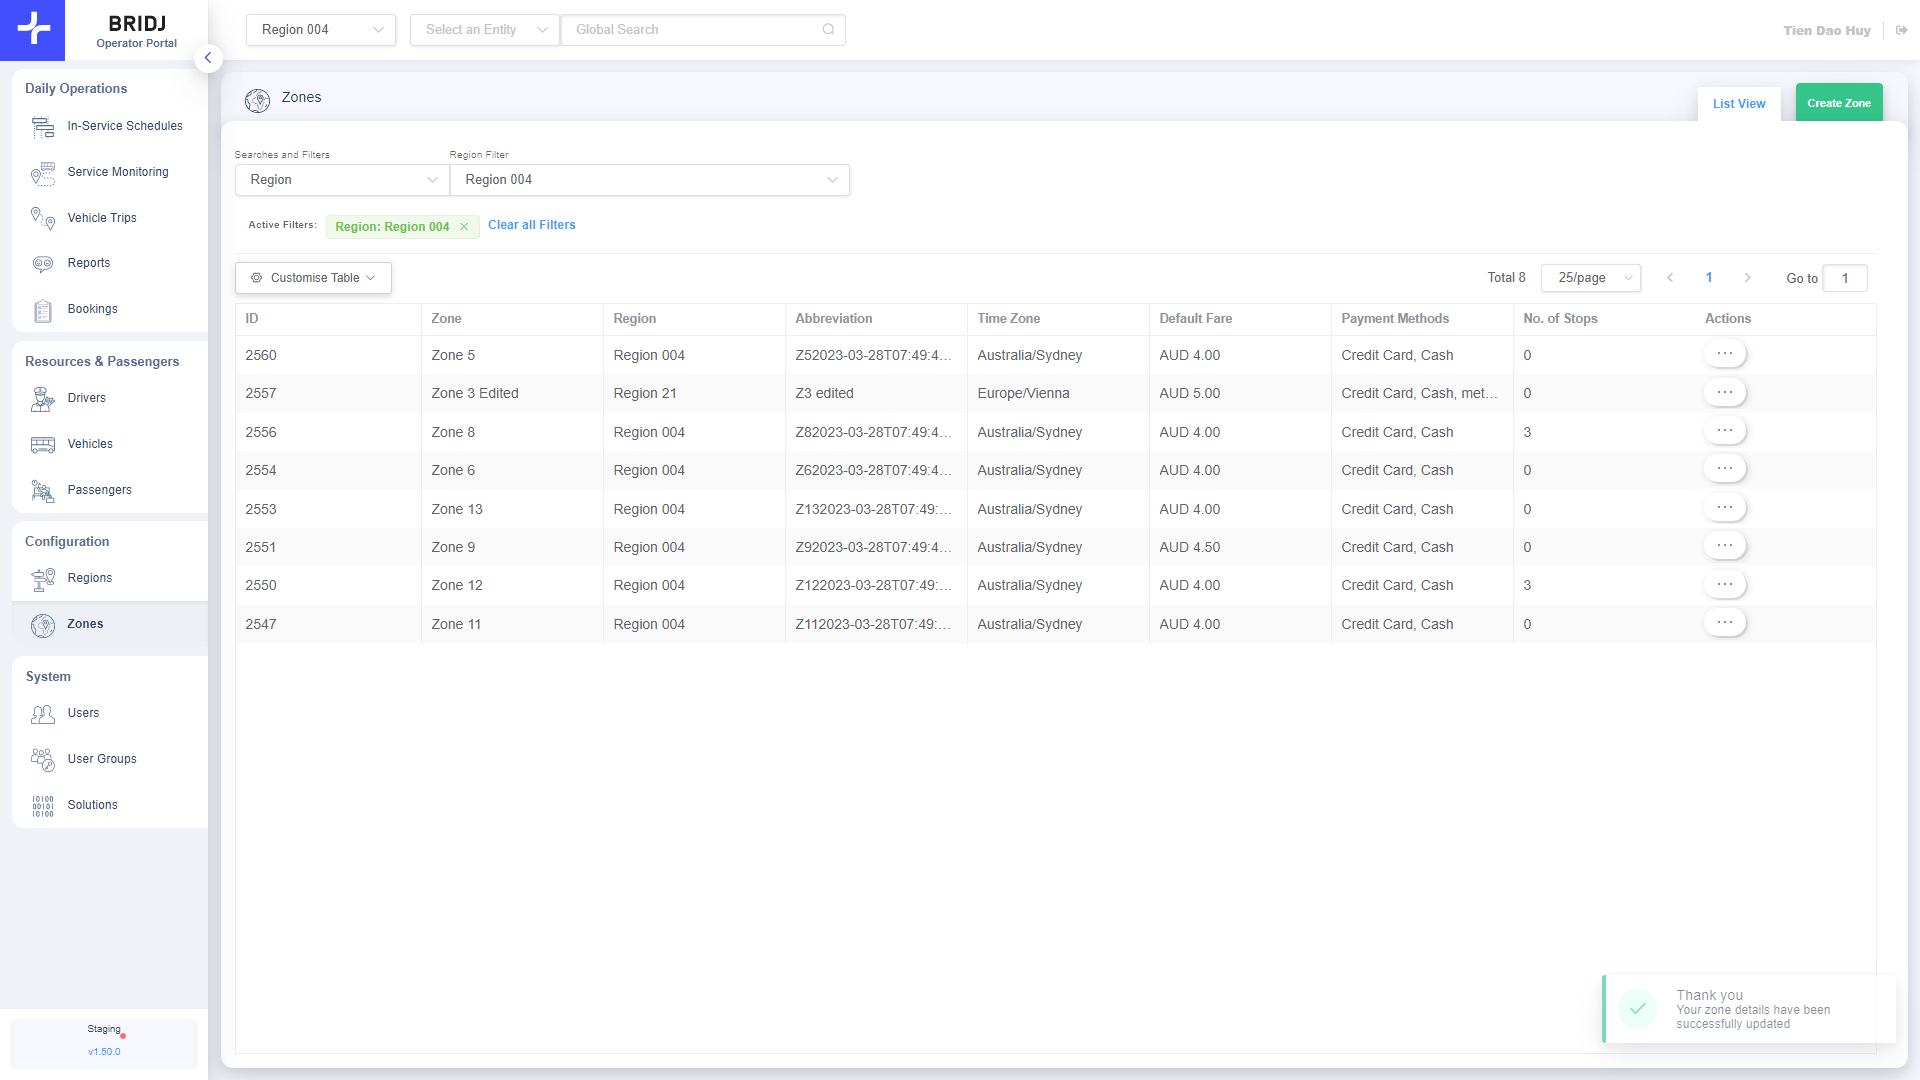 BRIDJ
Operator Portal
Region 004
Select an Entity
Global Search
Tien Dao Huy
Daily Operations
In-Service Schedules
Service Monitoring
Vehicle Trips
Reports
Bookings
Resources & Passengers
Drivers
Vehicles
Passengers
Configuration
Regions
Zones
System
Users
User Groups
Solutions
Staging
v1.50.0
Zones
List View
Create Zone
Searches and Filters
Region Filter
Region
Region 004
Active Filters:
Region: Region 004
Clear all Filters
Customise Table
Total 8
25/page
1
Go to
1
ID Zone Region Abbreviation Time Zone Default Fare Payment Methods No. of Stops Actions
2560 Zone 5 Region 004 Z52023-03-28T07:49:4... Australia/Sydney AUD 4.00 Credit Card, Cash 0
2557 Zone 3 Edited Region 21 Z3 edited Europe/Vienna AUD 5.00 Credit Card, Cash, met... 0
2556 Zone 8 Region 004 Z82023-03-28T07:49:4... Australia/Sydney AUD 4.00 Credit Card, Cash 3
2554 Zone 6 Region 004 Z62023-03-28T07:49:4... Australia/Sydney AUD 4.00 Credit Card, Cash 0
2553 Zone 13 Region 004 Z132023-03-28T07:49:... Australia/Sydney AUD 4.00 Credit Card, Cash 0
2551 Zone 9 Region 004 Z92023-03-28T07:49:4... Australia/Sydney AUD 4.50 Credit Card, Cash 0
2550 Zone 12 Region 004 Z122023-03-28T07:49:... Australia/Sydney AUD 4.00 Credit Card, Cash 3
2547 Zone 11 Region 004 Z112023-03-28T07:49:... Australia/Sydney AUD 4.00 Credit Card, Cash 0
Thank you
Your zone details have been
successfully updated